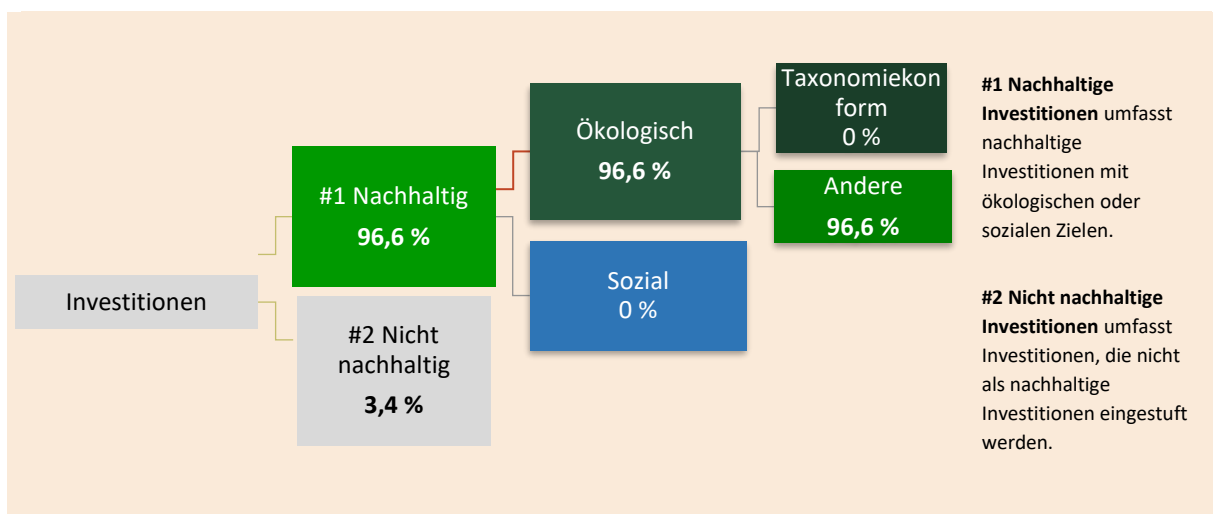 Investitionen
#1 Nachhaltig
96,6 %
#2 Nicht
nachhaltig
3,4 %
Ökologisch
96,6 %
Sozial
0 %
Taxonomiekon
form
0 %
Andere
96,6 %
#1 Nachhaltige
Investitionen umfasst
nachhaltige
Investitionen mit
ökologischen oder
sozialen Zielen.
#2 Nicht nachhaltige
Investitionen umfasst
Investitionen, die nicht
als nachhaltige
Investitionen eingestuft
werden.